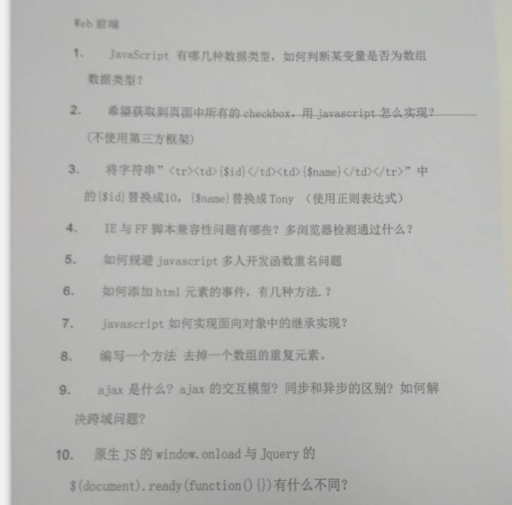 Web 前端
1. JavaScript 有哪几种数据类型，如何判断某变量是否为数组
数据类型？
2. 希望获取到页面中所有的 checkbox，用 javascript 怎么实现？
(不使用第三方框架)
3. 将字符串"<tr><td>{$id}</td><td>{$name}</td></tr>"中
的{$id}替换成10，{$name}替换成 Tony （使用正则表达式）
4. IE 与 FF 脚本兼容性问题有哪些？多浏览器检测通过什么？
5. 如何规避 javascript 多人开发函数重名问题
6. 如何添加 html 元素的事件，有几种方法.？
7. javascript 如何实现面向对象中的继承实现？
8. 编写一个方法 去掉一个数组的重复元素。
9. ajax 是什么？ajax 的交互模型？同步和异步的区别？如何解
决跨域问题？
10. 原生 JS 的 window.onload 与 Jquery 的
$(document).ready(function(){})有什么不同？